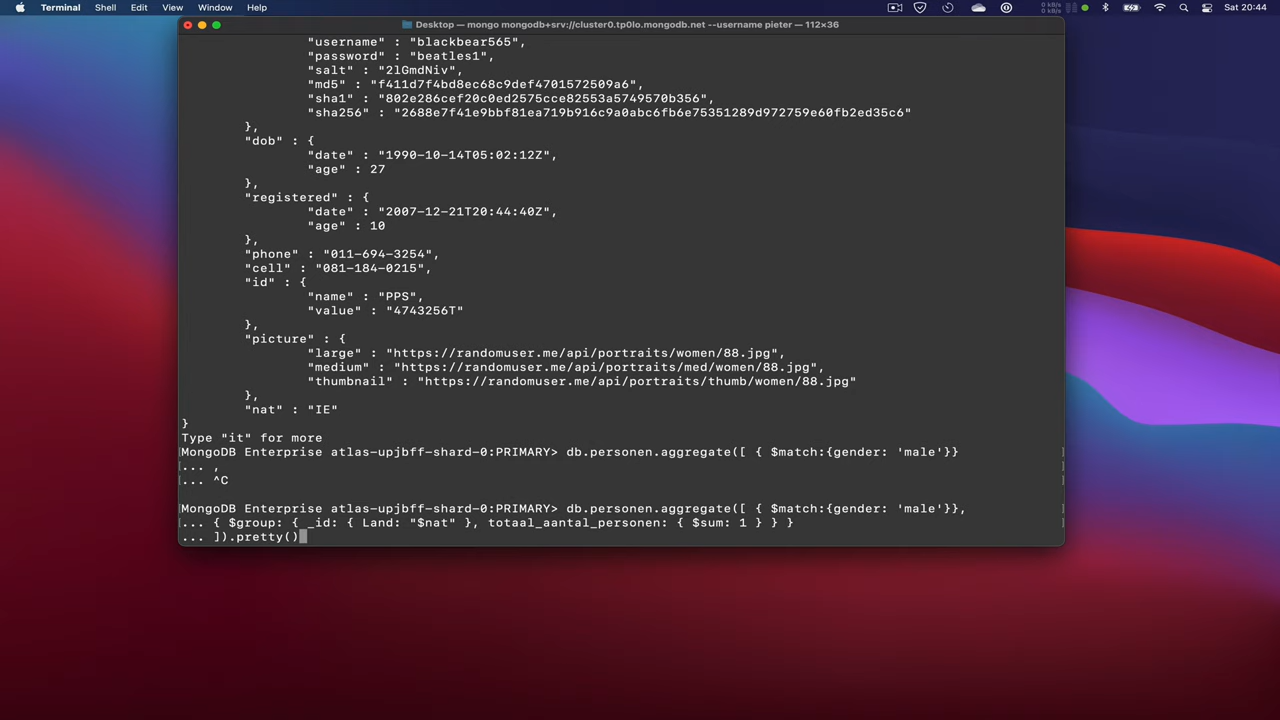 Terminal Shell Edit View Window Help
0 kB/s
0 kB/s
Sat 20:44
Desktop — mongo mongodb+srv://cluster0.tp0lo.mongodb.net --username pieter — 112×36
"username" : "blackbear565",
"password" : "beatles1",
"salt" : "2lGmdNiv",
"md5" : "f411d7f4bd8ec68c9def4701572509a6",
"sha1" : "802e286cef20c0ed2575cce82553a5749570b356",
"sha256" : "2688e7f41e9bbf81ea719b916c9a0abc6fb6e75351289d972759e60fb2ed35c6"
},
"dob" : {
"date" : "1990-10-14T05:02:12Z",
"age" : 27
},
"registered" : {
"date" : "2007-12-21T20:44:40Z",
"age" : 10
},
"phone" : "011-694-3254",
"cell" : "081-184-0215",
"id" : {
"name" : "PPS",
"value" : "4743256T"
},
"picture" : {
"large" : "https://randomuser.me/api/portraits/women/88.jpg",
"medium" : "https://randomuser.me/api/portraits/med/women/88.jpg",
"thumbnail" : "https://randomuser.me/api/portraits/thumb/women/88.jpg"
},
"nat" : "IE"
}
Type "it" for more
MongoDB Enterprise atlas-upjbff-shard-0:PRIMARY> db.personen.aggregate([ { $match:{gender: 'male'}}
... ,
... ^C
MongoDB Enterprise atlas-upjbff-shard-0:PRIMARY> db.personen.aggregate([ { $match:{gender: 'male'}},
... { $group: { _id: { Land: "$nat" }, totaal_aantal_personen: { $sum: 1 } } }
... ]).pretty()